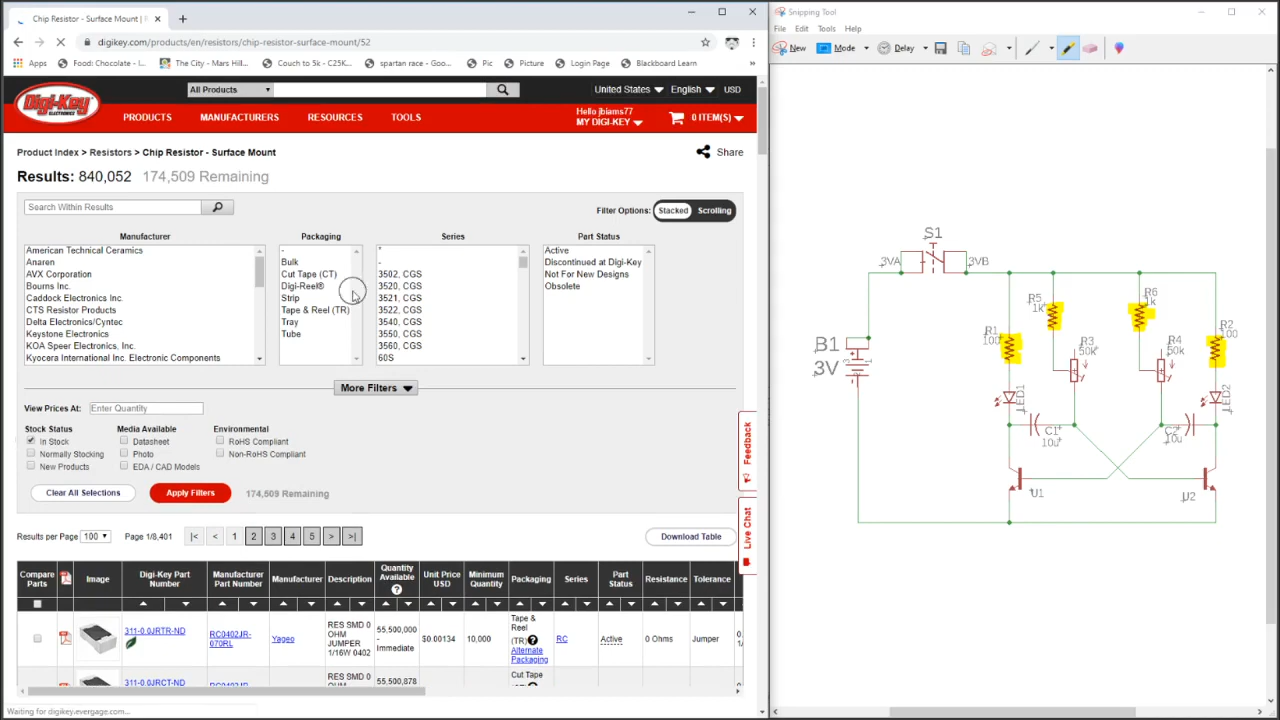 Chip Resistor - Surface Mount |
digikey.com/products/en/resistors/chip-resistor-surface-mount/52
Apps
Food: Chocolate - I...
The City - Mars Hill...
Couch to 5k - C25K...
spartan race - Goo...
Pic
Picture
Login Page
Blackboard Learn
»
Digi-Key
ELECTRONICS
All Products
United States
English
USD
PRODUCTS
MANUFACTURERS
RESOURCES
TOOLS
Hello jbiams77
MY DIGI-KEY
0 ITEM(S)
Product Index > Resistors > Chip Resistor - Surface Mount
Share
Results: 840,052 174,509 Remaining
Search Within Results
Filter Options:
Stacked
Scrolling
Manufacturer
American Technical Ceramics
Anaren
AVX Corporation
Bourns Inc.
Caddock Electronics Inc.
CTS Resistor Products
Delta Electronics/Cyntec
Keystone Electronics
KOA Speer Electronics, Inc.
Kyocera International Inc. Electronic Components
Packaging
-
Bulk
Cut Tape (CT)
Digi-Reel®
Strip
Tape & Reel (TR)
Tray
Tube
Series
*
-
3502, CGS
3520, CGS
3521, CGS
3522, CGS
3540, CGS
3550, CGS
3560, CGS
60S
Part Status
Active
Discontinued at Digi-Key
Not For New Designs
Obsolete
More Filters
View Prices At:
Enter Quantity
Stock Status
In Stock
Normally Stocking
New Products
Media Available
Datasheet
Photo
EDA / CAD Models
Environmental
RoHS Compliant
Non-RoHS Compliant
Clear All Selections
Apply Filters
174,509 Remaining
Feedback
Live Chat
Results per Page 100
Page 1/8,401
|< < 1 2 3 4 5 > >|
Download Table
Compare
Parts
Image
Digi-Key Part
Number
Manufacturer
Part Number
Manufacturer
Description
Quantity
Available
Unit Price
USD
Minimum
Quantity
Packaging
Series
Part
Status
Resistance
Tolerance
311-0.0JRTR-ND
RC0402JR-
070RL
Yageo
RES SMD 0
OHM
JUMPER
1/16W 0402
55,500,000
-
Immediate
$0.00134
10,000
Tape &
Reel
(TR)
Alternate
Packaging
RC
Active
0 Ohms
Jumper
311-0.0JRCT-ND
RC0402JR-
RES SMD 0
OHM
55,500,878
Cut Tape
Waiting for digikey.evergage.com...
Snipping Tool
File
Edit
Tools
Help
New
Mode
Delay
S1
3VA
3VB
B1
3V
1
R5
1k
R6
1k
R1
100
R2
100
R3
50k
R4
50k
LED1
LED2
C1
10u
C2
10u
U1
U2